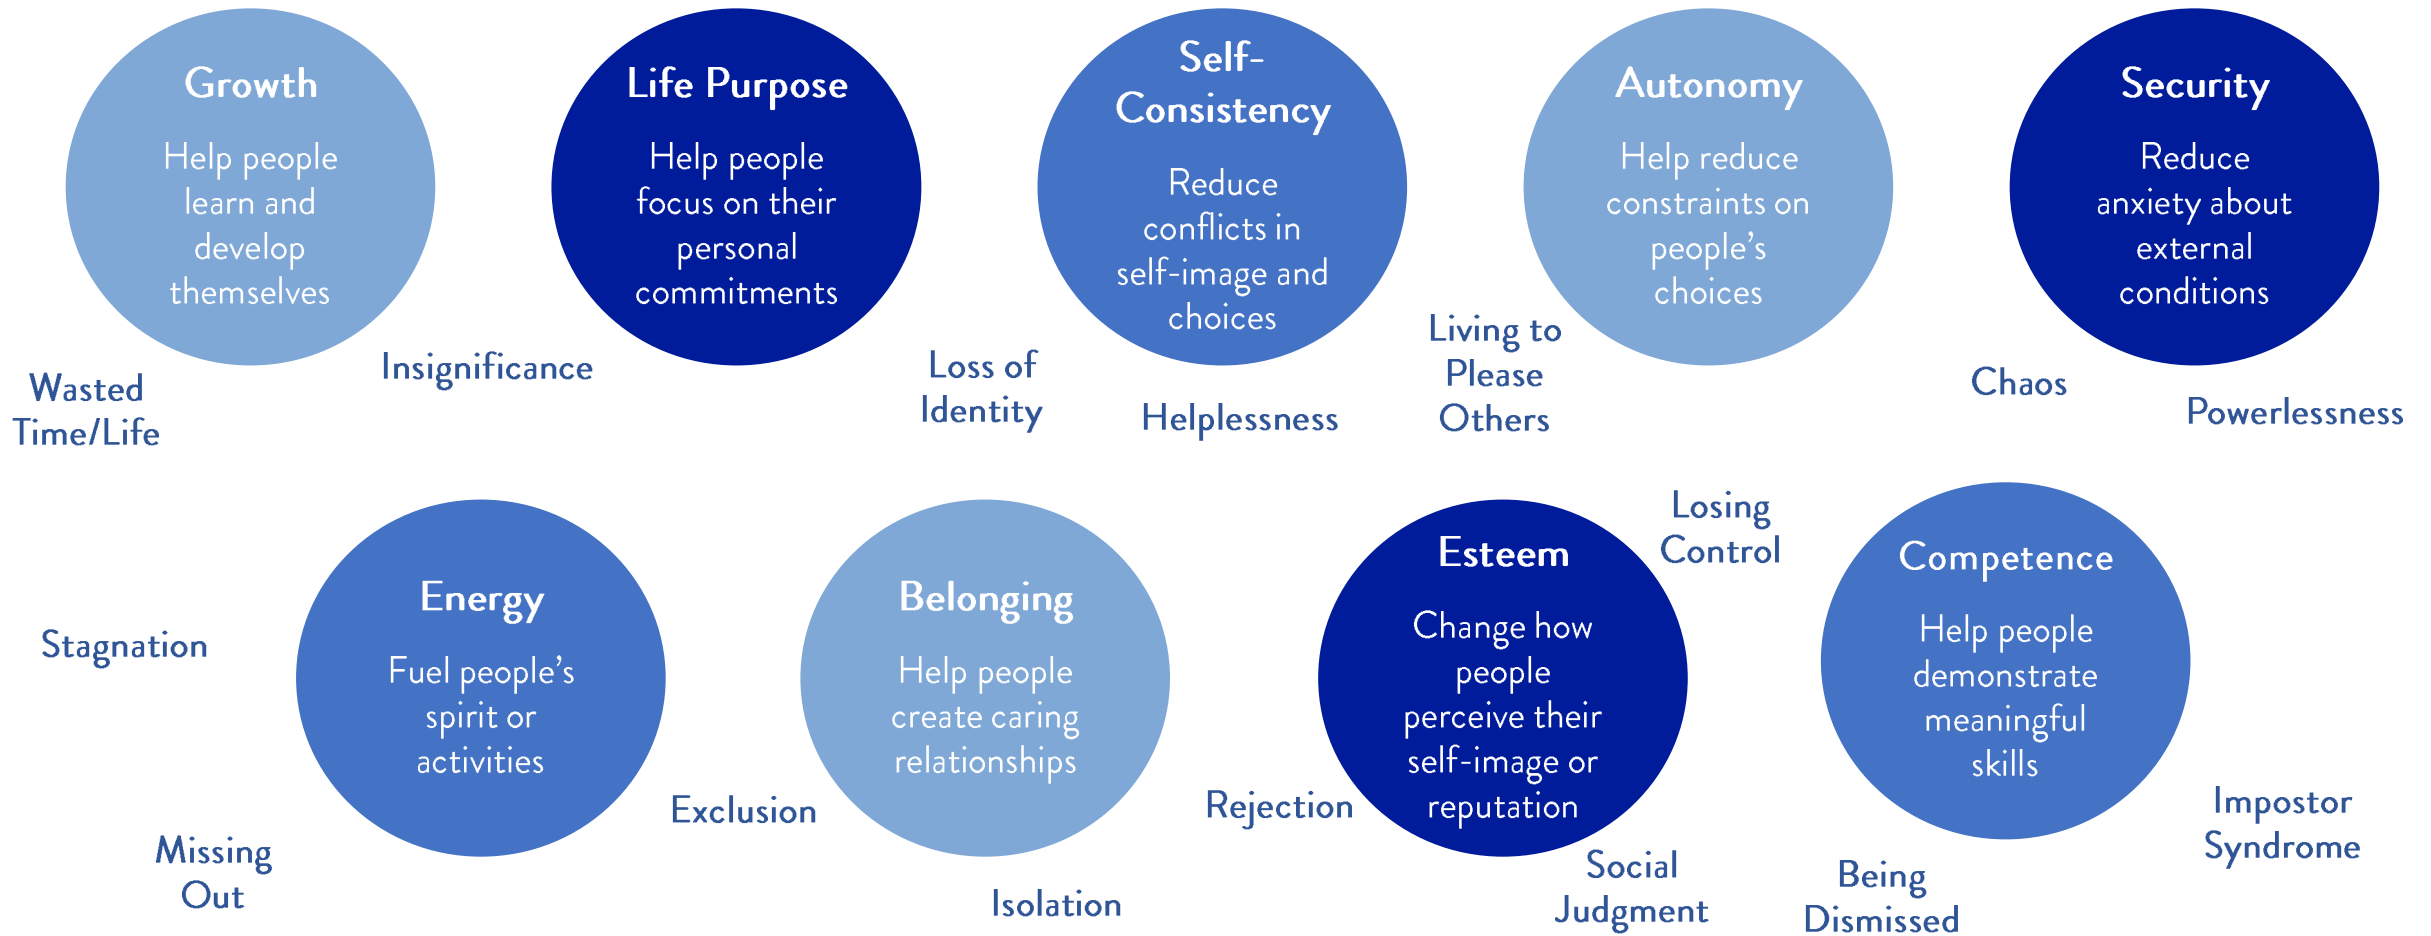 Growth
Help people
learn and
develop
themselves
Life Purpose
Help people
focus on their
personal
commitments
Self-
Consistency
Reduce
conflicts in
self-image and
choices
Autonomy
Help reduce
constraints on
people’s
choices
Security
Reduce
anxiety about
external
conditions
Wasted
Time/Life
Insignificance
Loss of
Identity
Helplessness
Living to
Please
Others
Chaos
Powerlessness
Stagnation
Missing
Out
Energy
Fuel people’s
spirit or
activities
Exclusion
Belonging
Help people
create caring
relationships
Isolation
Rejection
Esteem
Change how
people
perceive their
self-image or
reputation
Losing
Control
Social
Judgment
Competence
Help people
demonstrate
meaningful
skills
Being
Dismissed
Impostor
Syndrome